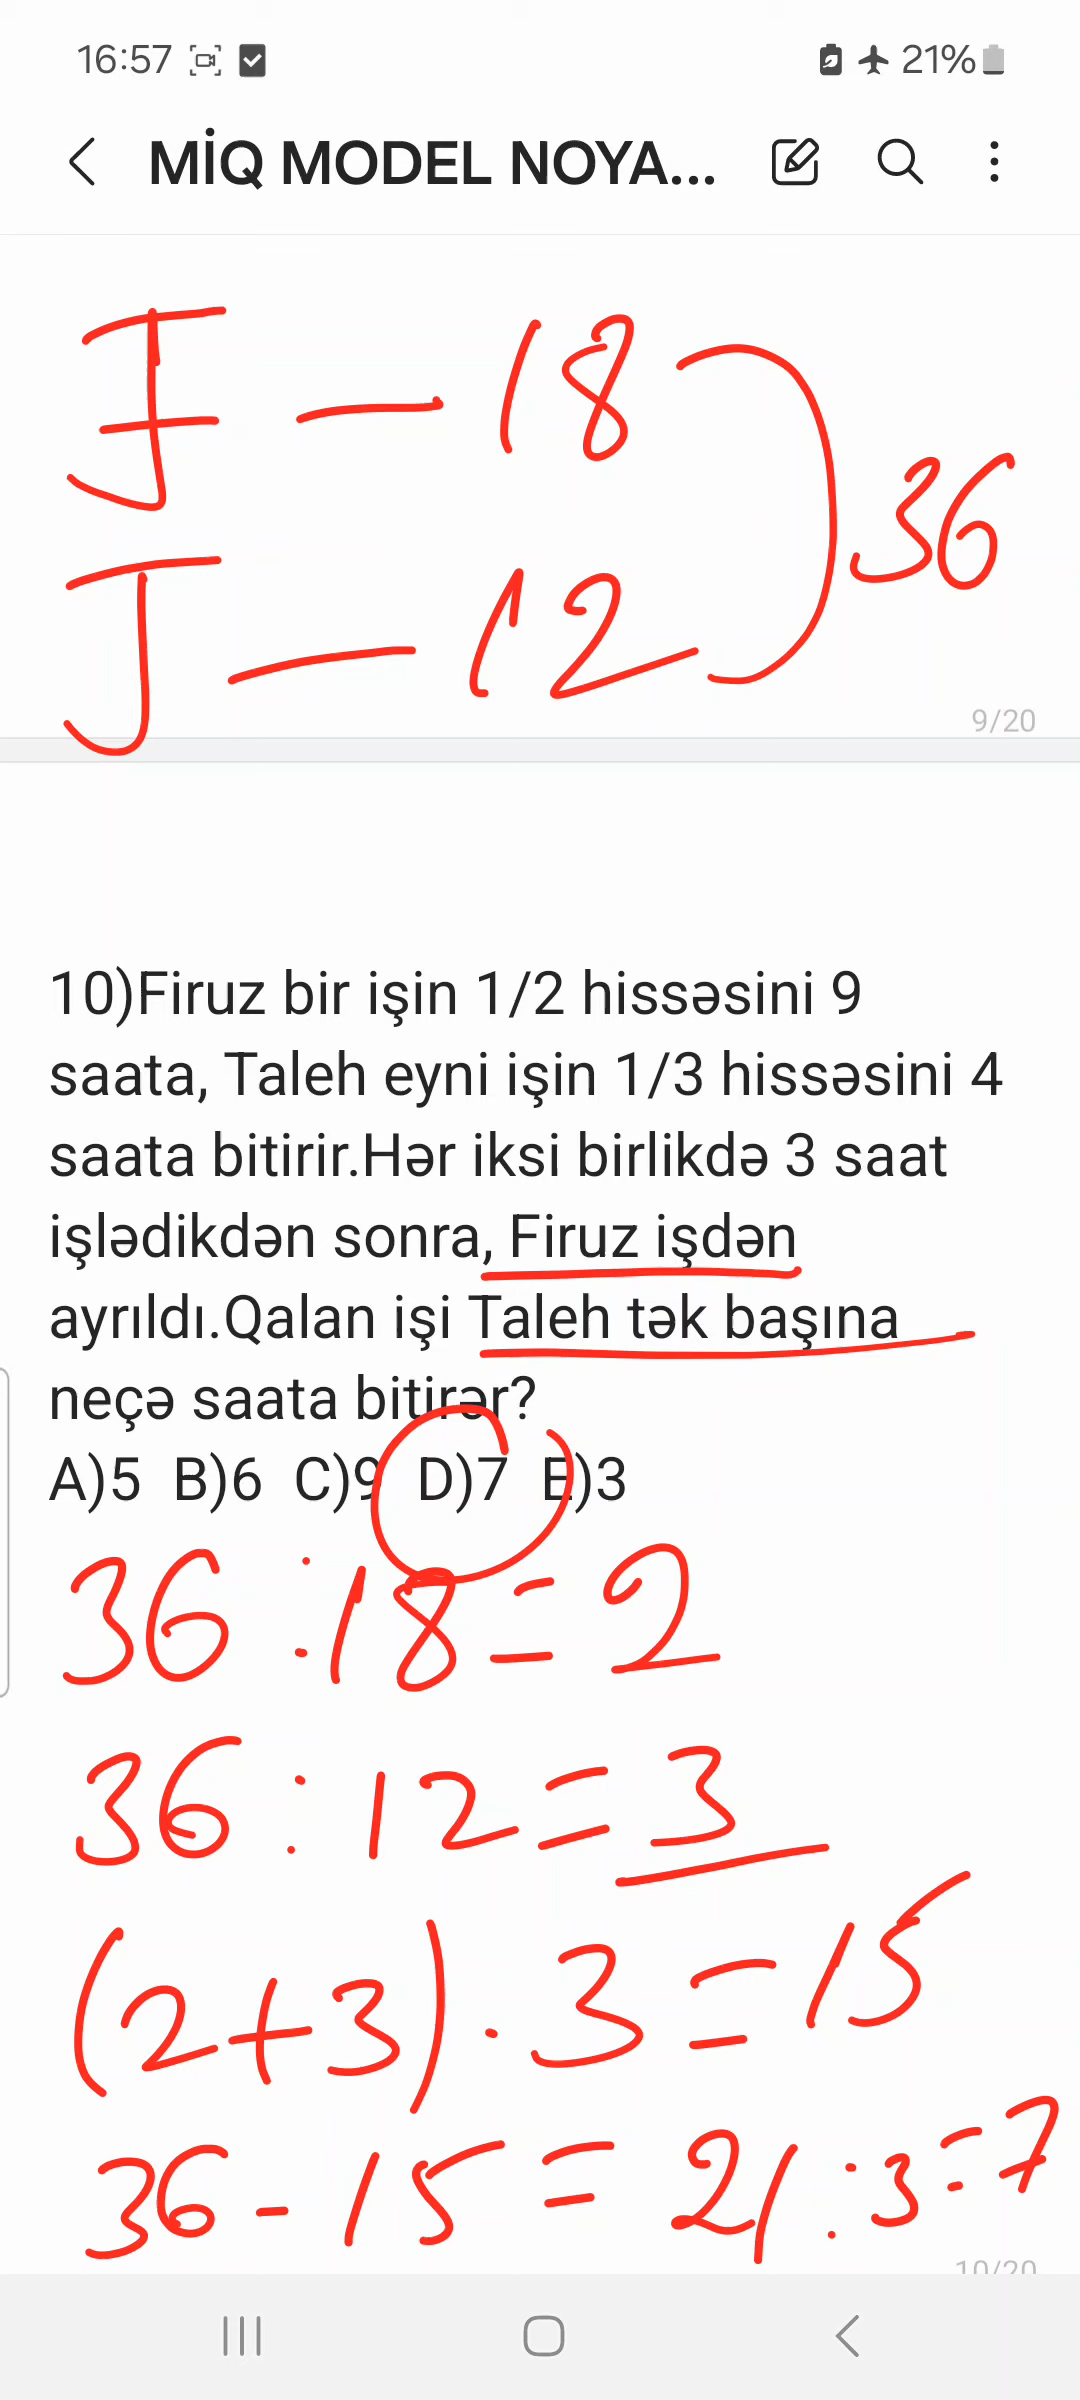 16:57 21%
MİQ MODEL NOYA...
F — 18
T — 12
36
9/20
10)Firuz bir işin 1/2 hissəsini 9
saata, Taleh eyni işin 1/3 hissəsini 4
saata bitirir.Hər iksi birlikdə 3 saat
işlədikdən sonra, Firuz işdən
ayrıldı.Qalan işi Taleh tək başına
neçə saata bitirər?
A)5 B)6 C)9 D)7 E)3
36 : 18 = 2
36 : 12 = 3
(2+3) · 3 = 15
36 - 15 = 21 : 3 = 7
10/20